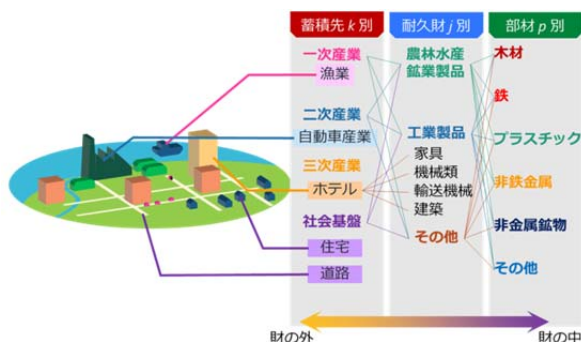 蓄積先k別
耐久財j別
部材p別
一次産業
漁業
二次産業
自動車産業
三次産業
ホテル
社会基盤
住宅
道路
農林水産
鉱業製品
工業製品
家具
機械類
輸送機械
建築
その他
木材
鉄
プラスチック
非鉄金属
非金属鉱物
その他
財の外
財の中